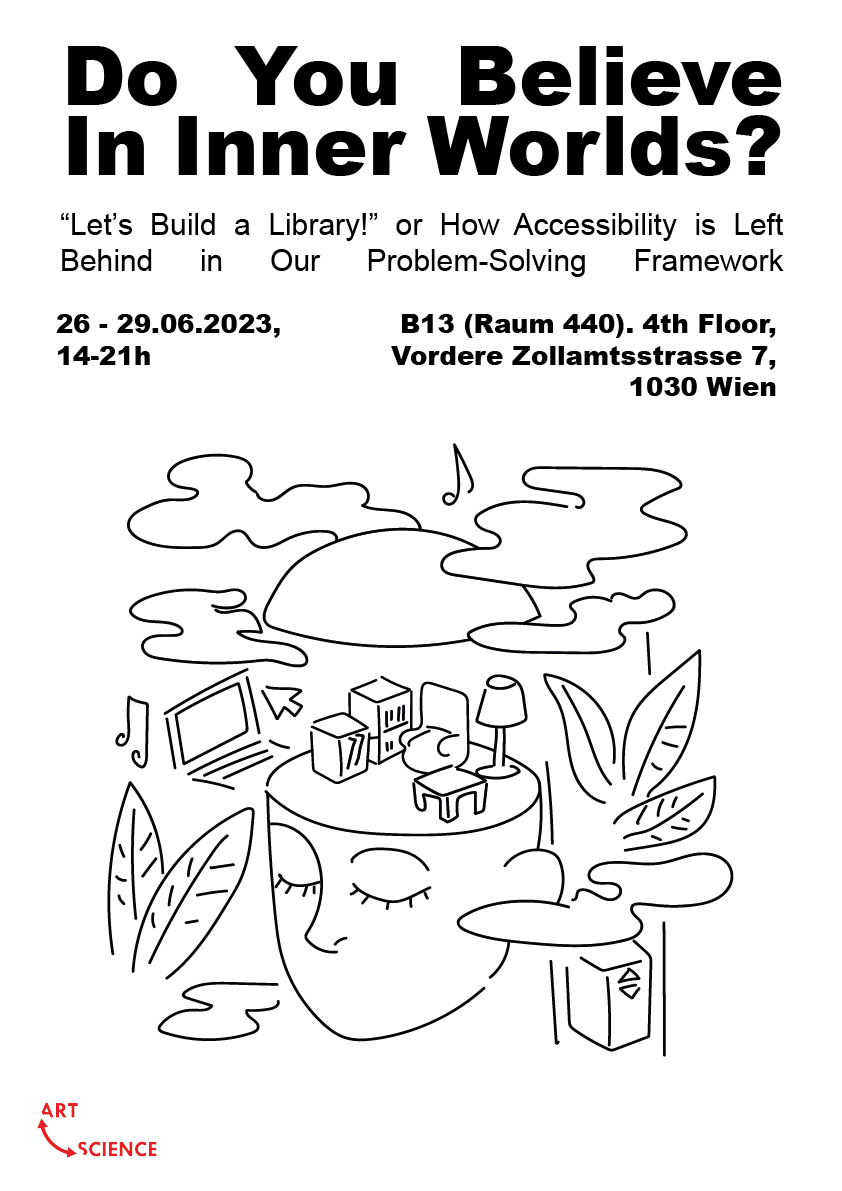 Do You Believe
In Inner Worlds?
“Let’s Build a Library!” or How Accessibility is Left
Behind in Our Problem-Solving Framework
26 - 29.06.2023,
14-21h
B13 (Raum 440). 4th Floor,
Vordere Zollamtsstrasse 7,
1030 Wien
ART
SCIENCE